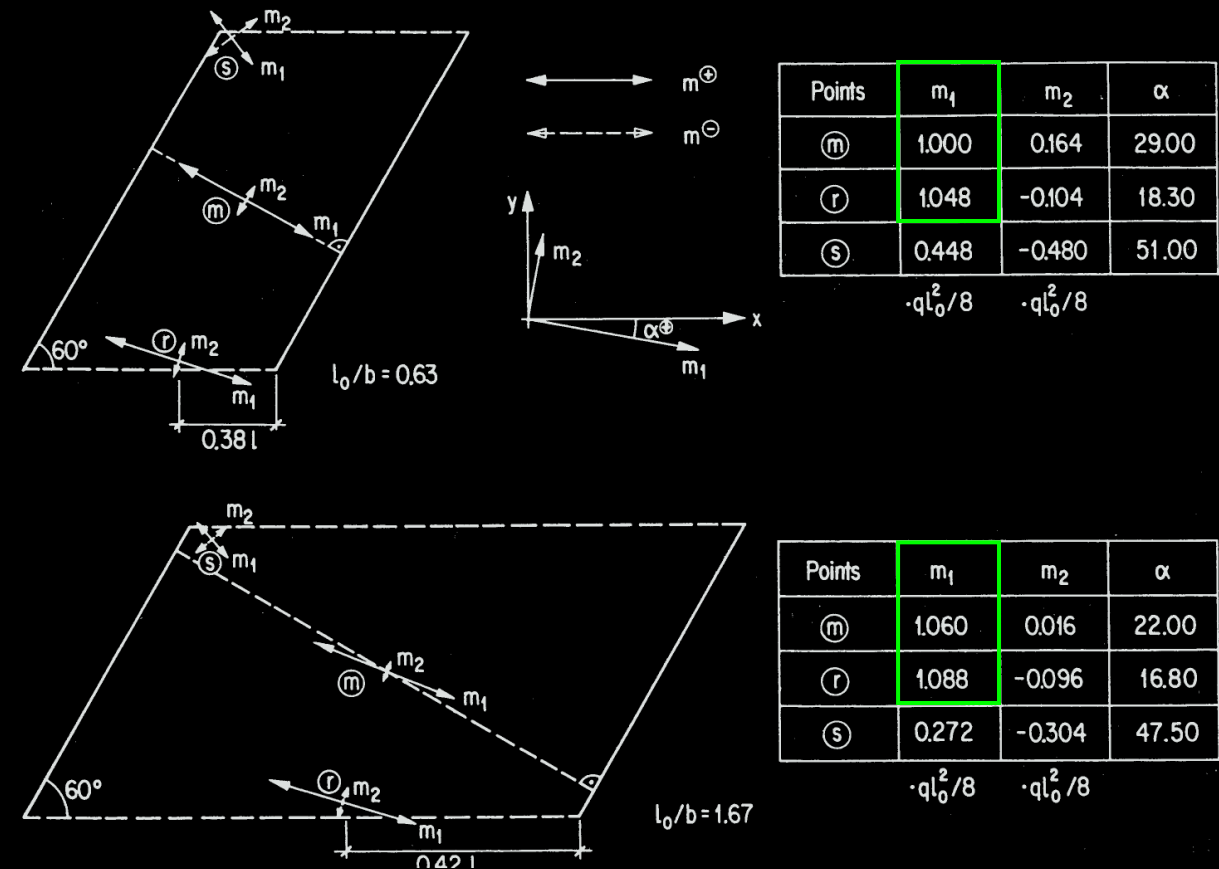 m₂
ⓢ
m₁
m₂
ⓜ
m₁
60°
ⓡ m₂
m₁
l₀/b = 0.63
0.38 l
m⊕
m⊖
y
m₂
x
α⊕
m₁
Points m₁ m₂ α
ⓜ 1.000 0.164 29.00
ⓡ 1.048 -0.104 18.30
ⓢ 0.448 -0.480 51.00
·ql₀²/8 ·ql₀²/8
m₂
ⓢ m₁
m₂
ⓜ
m₁
60°
ⓡ m₂
m₁
l₀/b = 1.67
0.42 l
Points m₁ m₂ α
ⓜ 1.060 0.016 22.00
ⓡ 1.088 -0.096 16.80
ⓢ 0.272 -0.304 47.50
·ql₀²/8 ·ql₀²/8